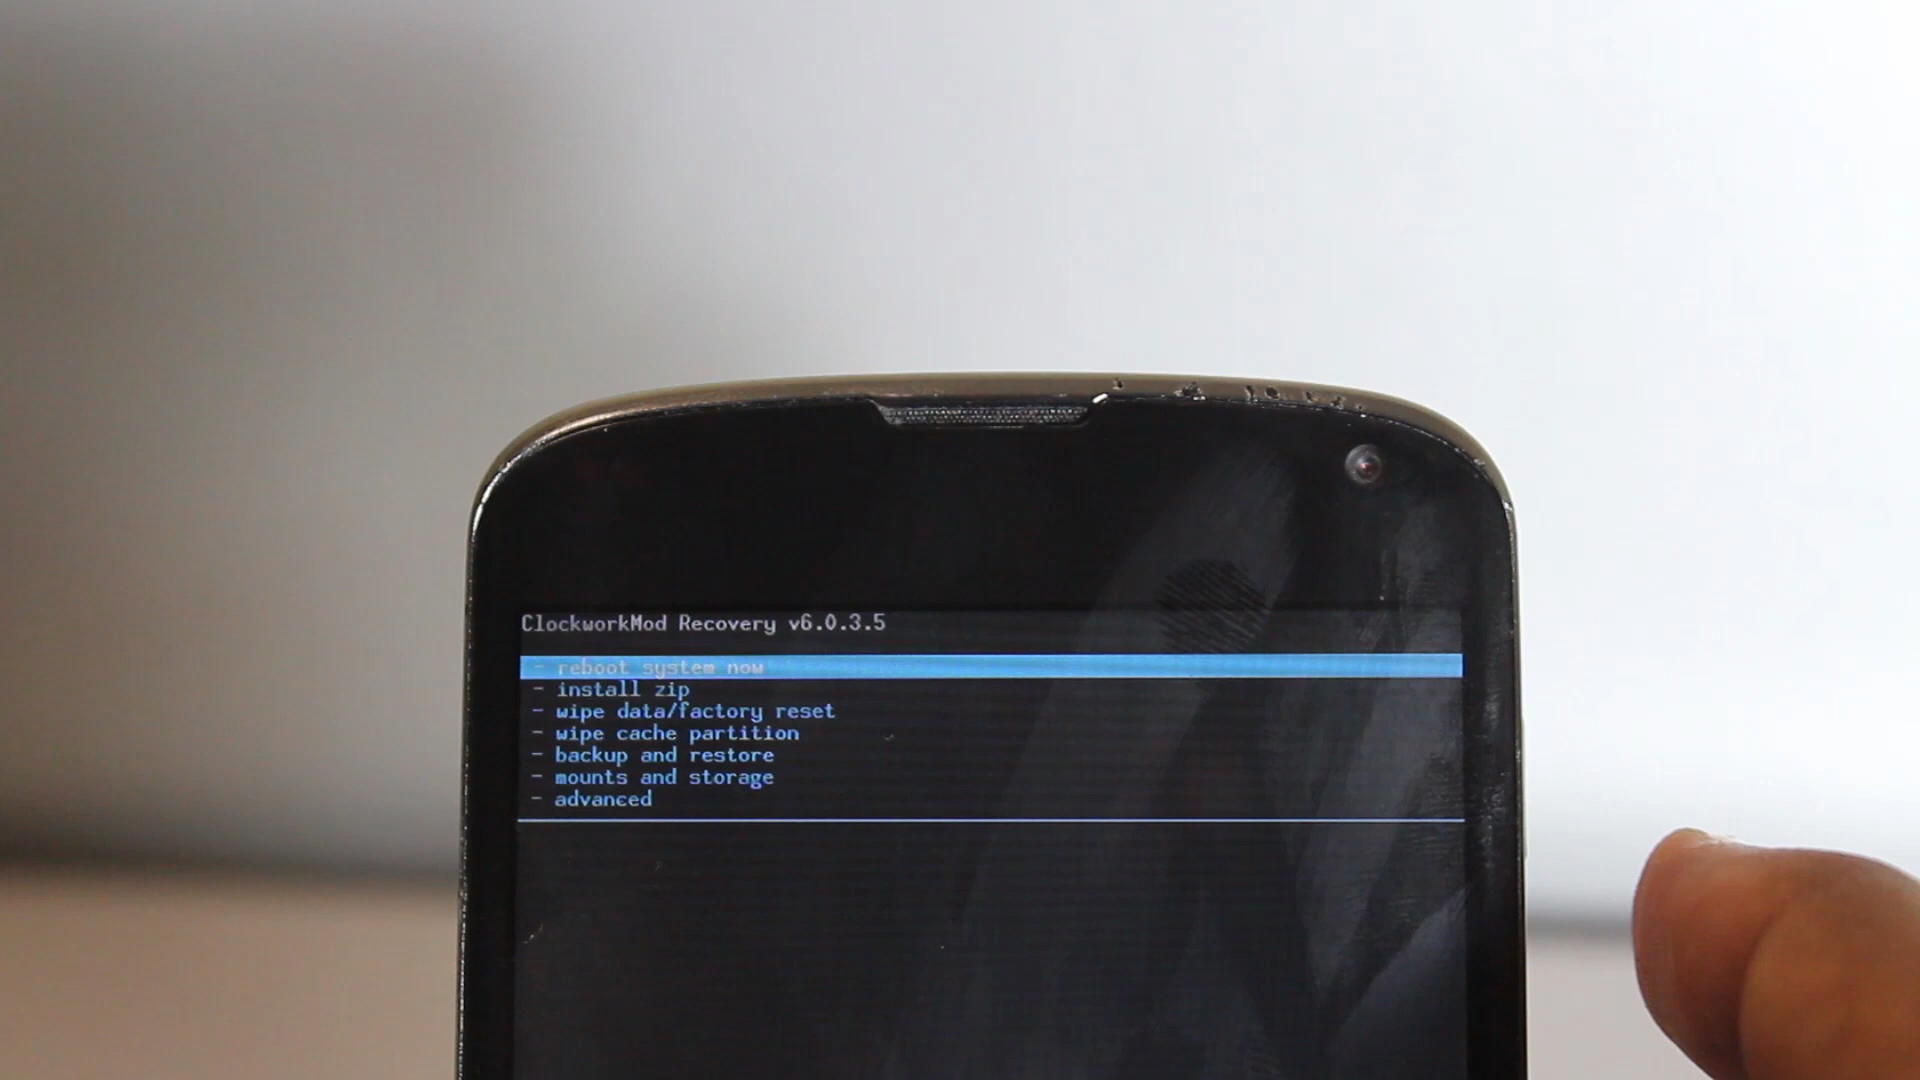 ClockworkMod Recovery v6.0.3.5
- reboot system now
- install zip
- wipe data/factory reset
- wipe cache partition
- backup and restore
- mounts and storage
- advanced